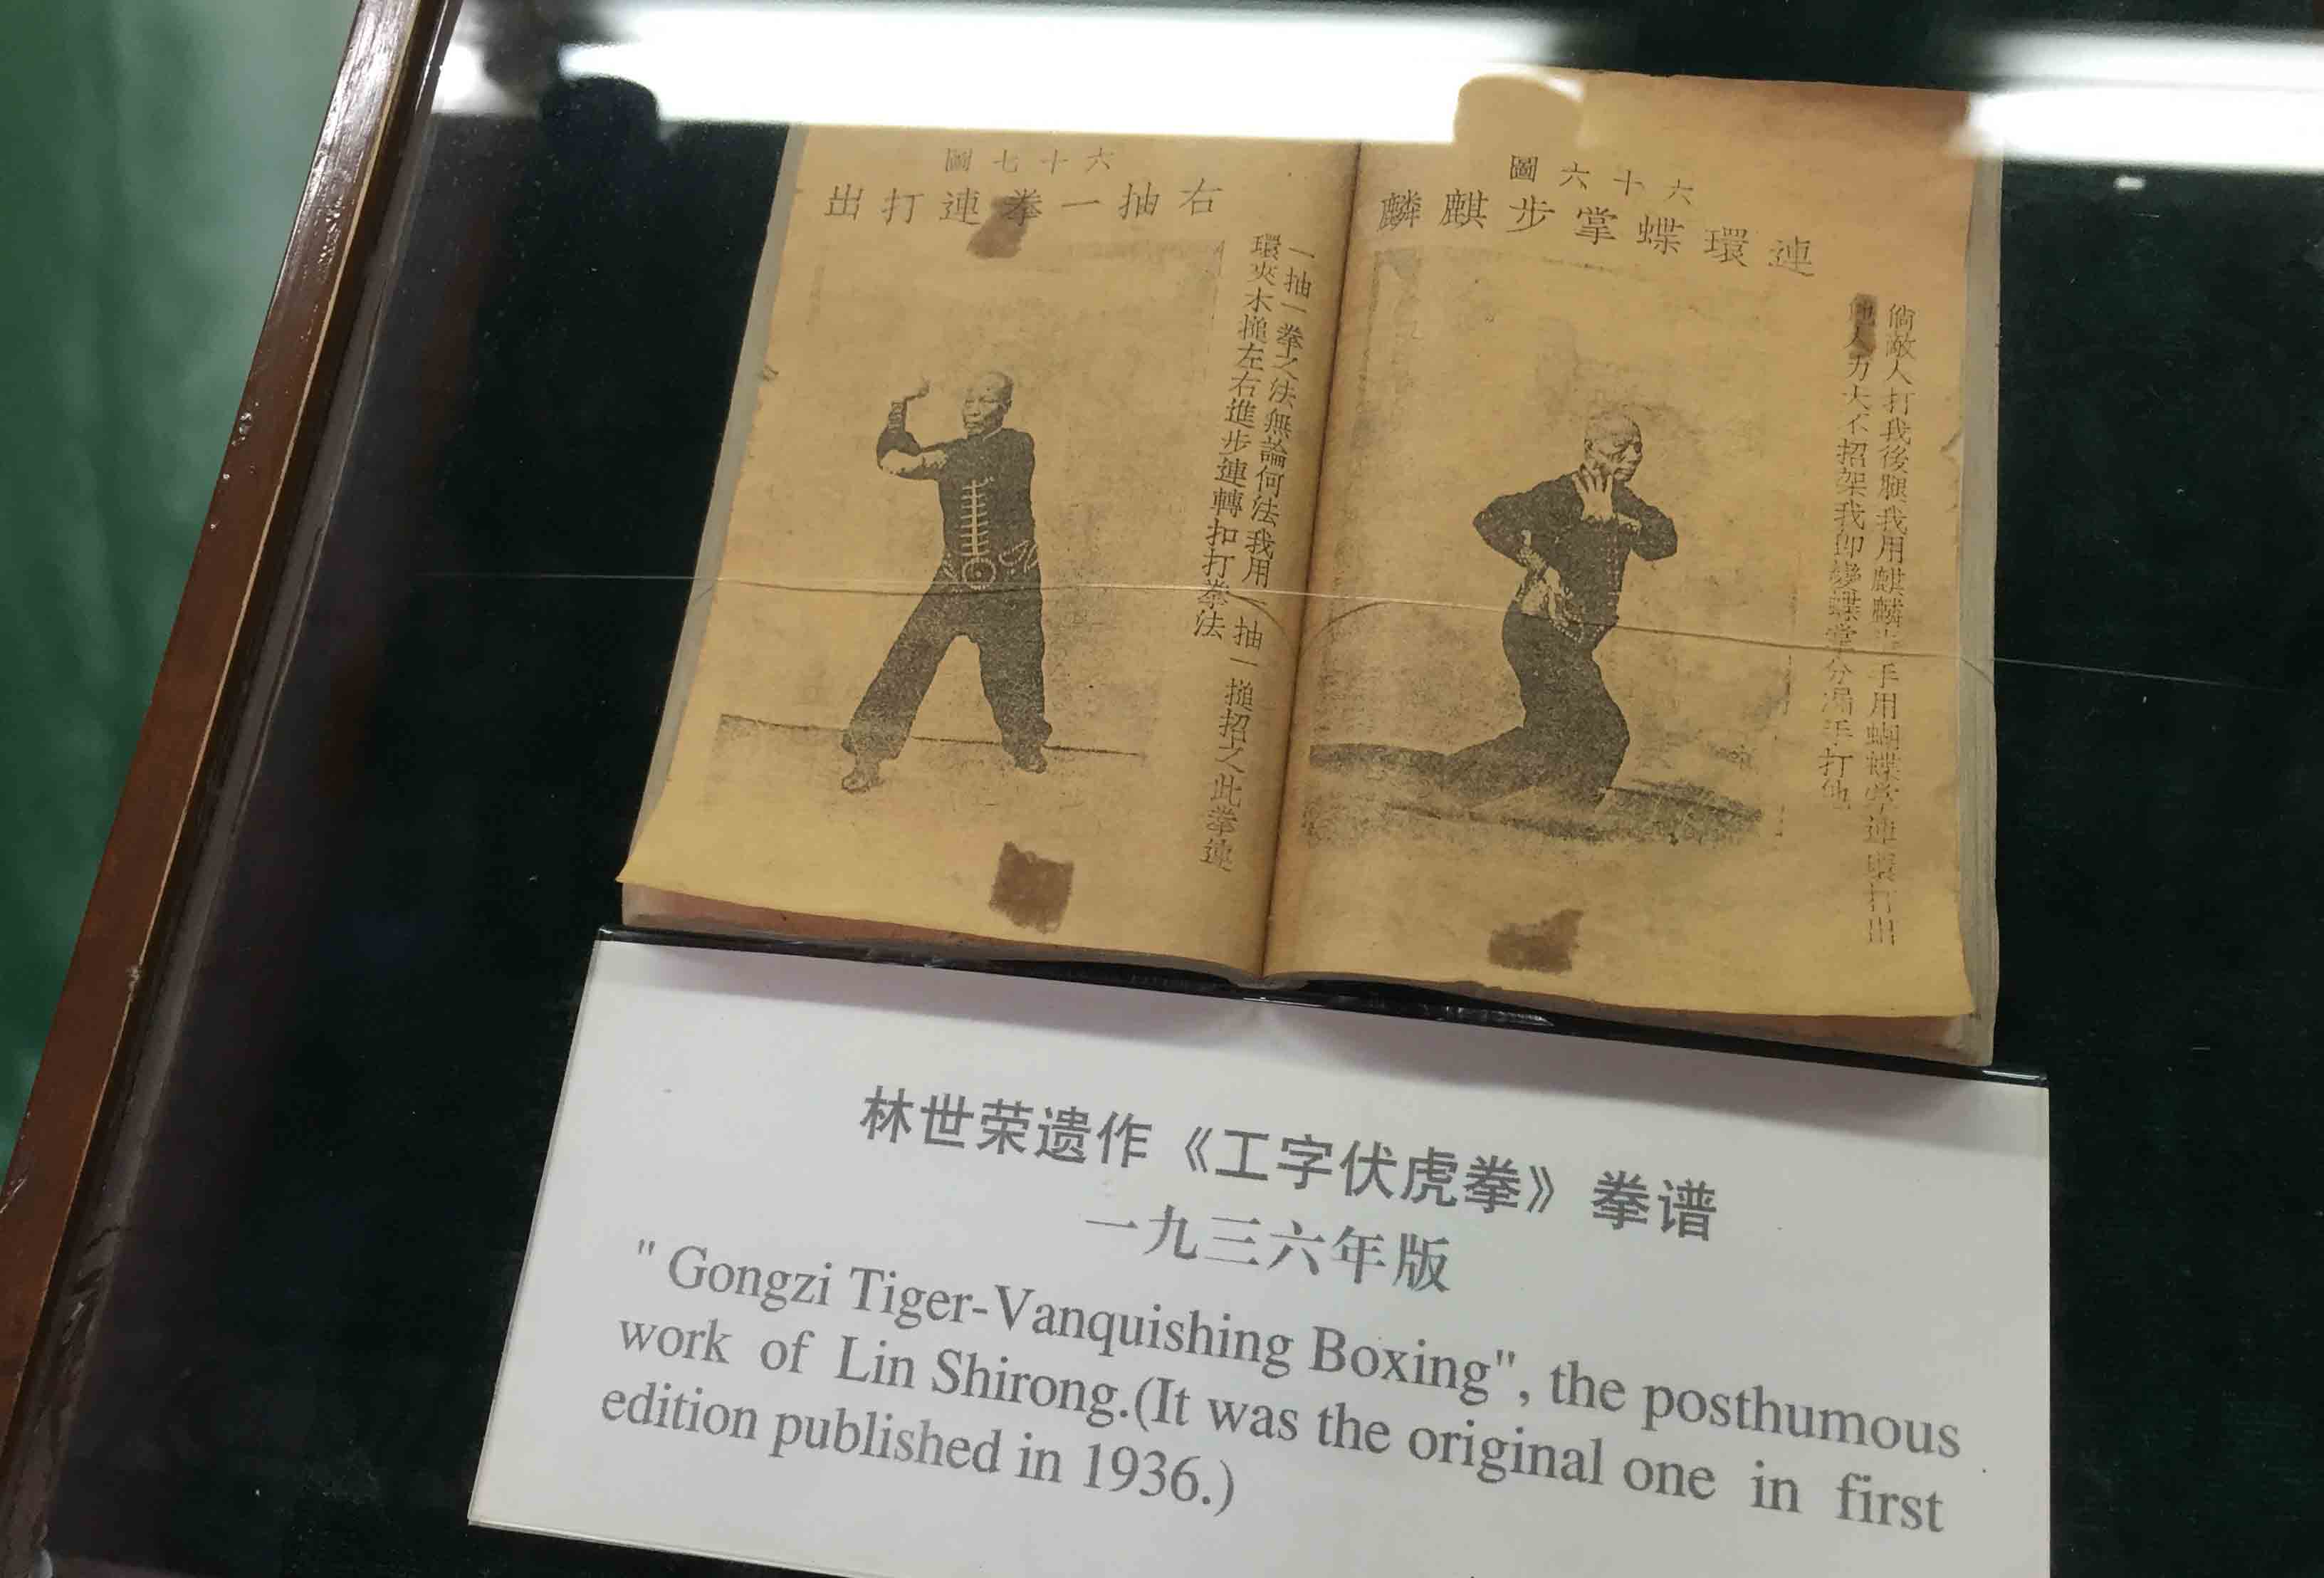 六十六圖
連環蝶掌步麒麟
倘敵人打我後腿我用麒麟步手用蝴蝶掌連環打出
他人力大不招架我即變蝶掌分漏手打他
六十七圖
右抽一拳連打出
一抽一拳之法無論何法我用一抽一搥招之此拳連
環夾木搥左右進步連轉扣打拳法
林世荣遗作《工字伏虎拳》拳谱
一九三六年版
"Gongzi Tiger-Vanquishing Boxing", the posthumous
work of Lin Shirong.(It was the original one in first
edition published in 1936.)